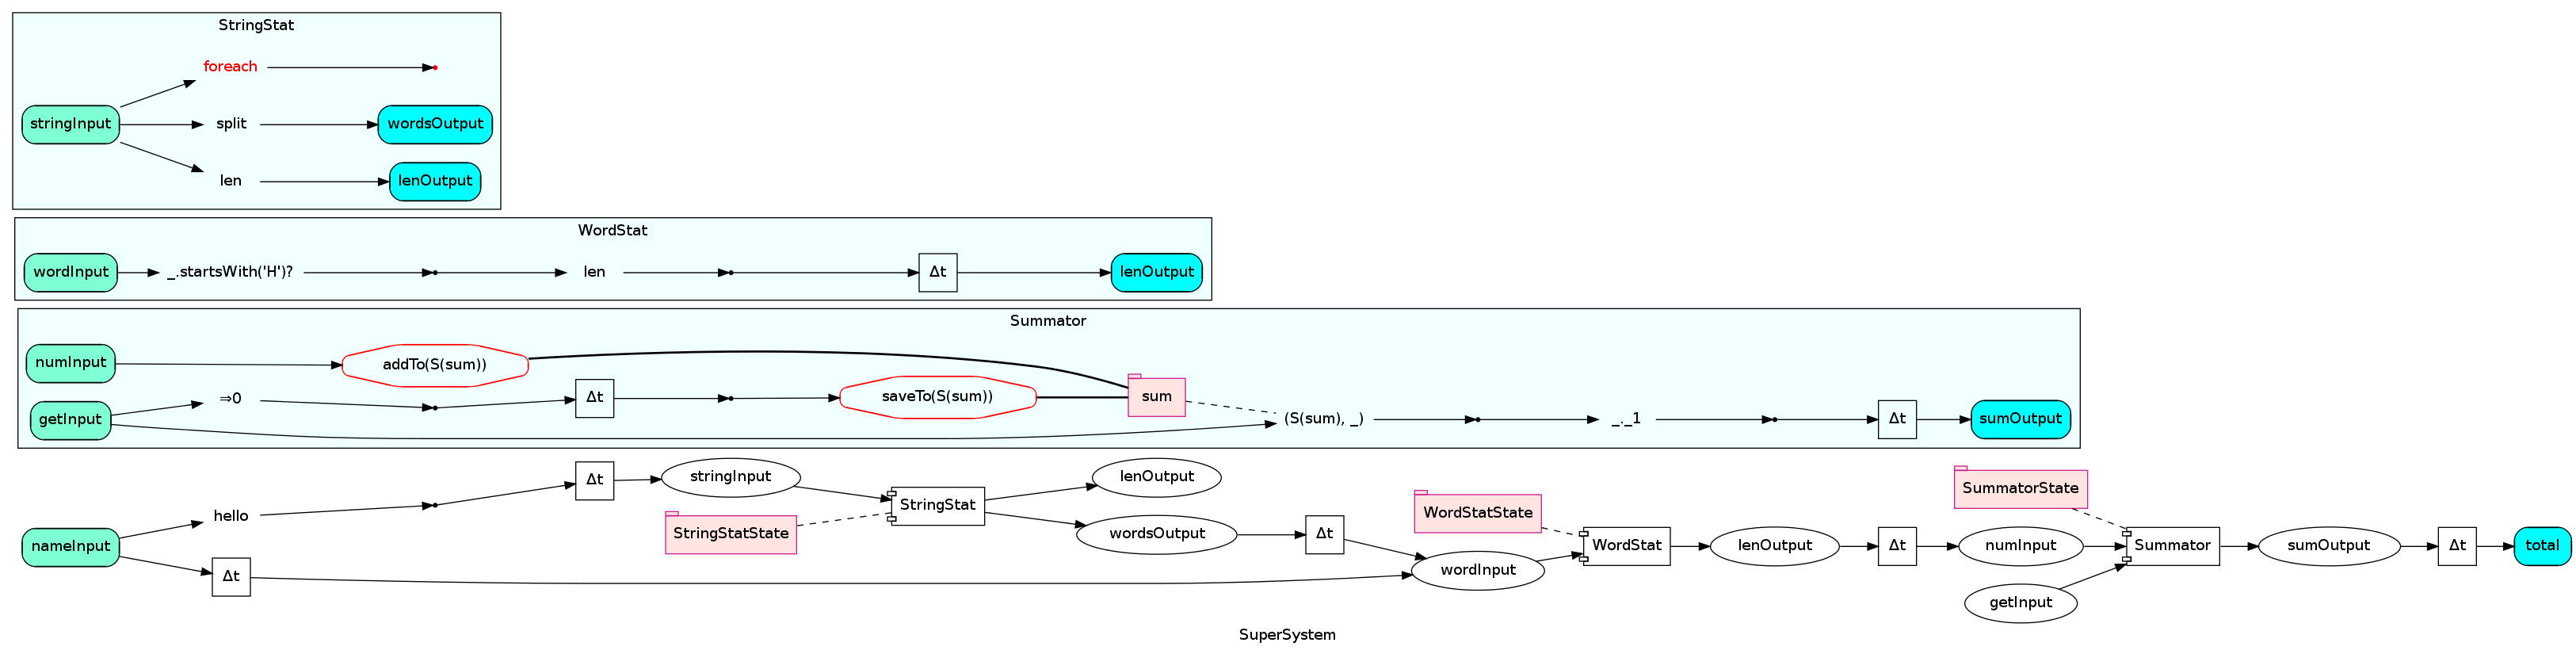 StringStat
foreach
stringInput
split
wordsOutput
len
lenOutput
WordStat
wordInput
_.startsWith('H')?
len
Δt
lenOutput
Summator
numInput
addTo(S(sum))
getInput
⇒0
Δt
saveTo(S(sum))
sum
(S(sum), _)
_._1
Δt
sumOutput
nameInput
hello
Δt
Δt
stringInput
StringStatState
StringStat
lenOutput
wordsOutput
Δt
WordStatState
wordInput
WordStat
lenOutput
Δt
SummatorState
numInput
getInput
Summator
sumOutput
Δt
total
SuperSystem